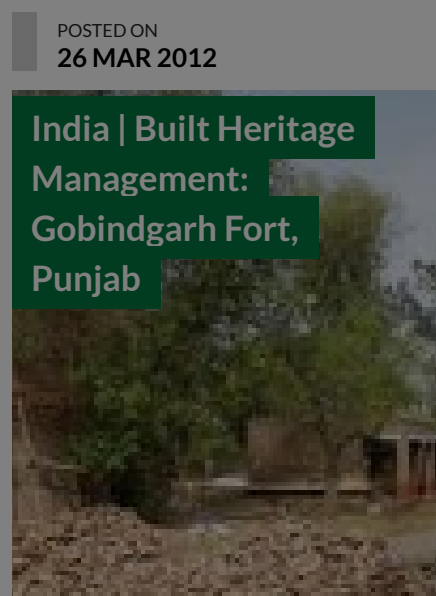 POSTED ON
26 MAR 2012
India | Built Heritage
Management:
Gobindgarh Fort,
Punjab